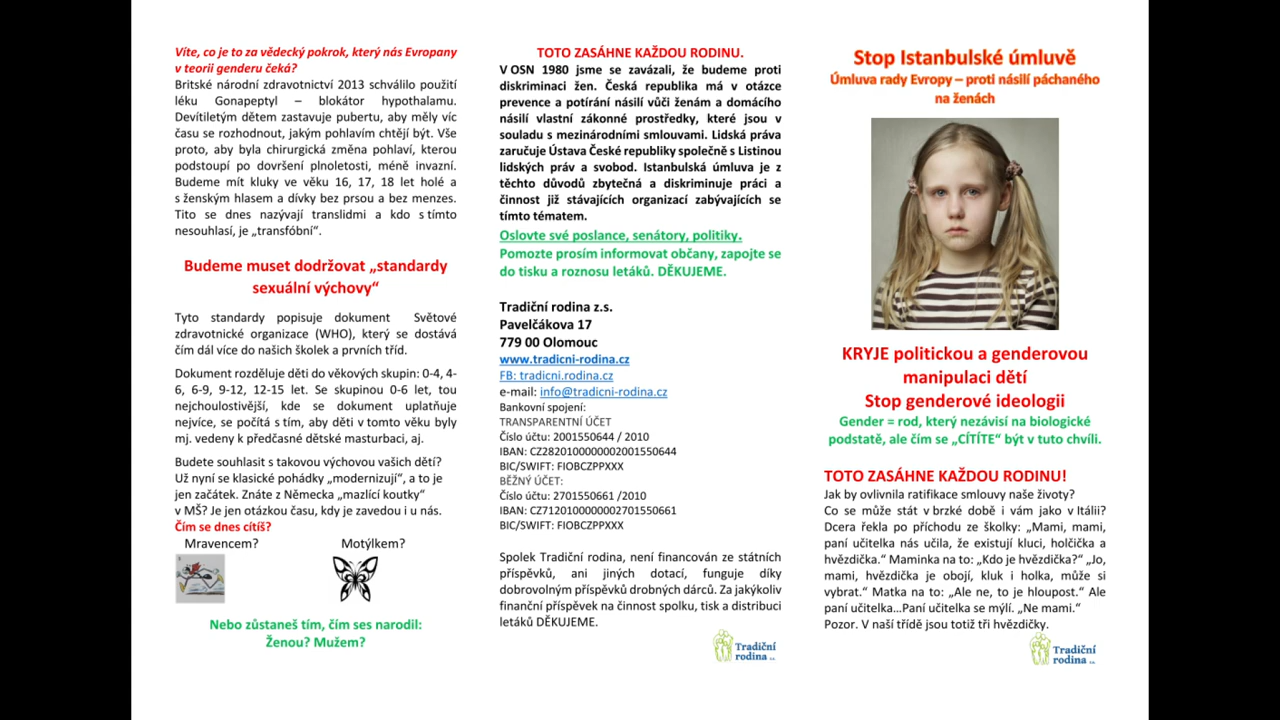 Víte, co je to za vědecký pokrok, který nás Evropany
v teorii genderu čeká?
Britské národní zdravotnictví 2013 schválilo použití
léku Gonapeptyl – blokátor hypothalamu.
Devítiletým dětem zastavuje pubertu, aby měly víc
času se rozhodnout, jakým pohlavím chtějí být. Vše
proto, aby byla chirurgická změna pohlaví, kterou
podstoupí po dovršení plnoletosti, méně invazní.
Budeme mít kluky ve věku 16, 17, 18 let holé a
s ženským hlasem a dívky bez prsou a bez menzes.
Tito se dnes nazývají translidmi a kdo s tímto
nesouhlasí, je „transfóbní“.
Budeme muset dodržovat „standardy
sexuální výchovy“
Tyto standardy popisuje dokument Světové
zdravotnické organizace (WHO), který se dostává
čím dál více do našich školek a prvních tříd.
Dokument rozděluje děti do věkových skupin: 0-4, 4-
6, 6-9, 9-12, 12-15 let. Se skupinou 0-6 let, tou
nejchoulostivější, kde se dokument uplatňuje
nejvíce, se počítá s tím, aby děti v tomto věku byly
mj. vedeny k předčasné dětské masturbaci, aj.
Budete souhlasit s takovou výchovou vašich dětí?
Už nyní se klasické pohádky „modernizují“, a to je
jen začátek. Znáte z Německa „mazlící koutky“
v MŠ? Je jen otázkou času, kdy je zavedou i u nás.
Čím se dnes cítíš?
Mravencem? Motýlkem?
Nebo zůstaneš tím, čím ses narodil:
Ženou? Mužem?
TOTO ZASÁHNE KAŽDOU RODINU.
V OSN 1980 jsme se zavázali, že budeme proti
diskriminaci žen. Česká republika má v otázce
prevence a potírání násilí vůči ženám a domácího
násilí vlastní zákonné prostředky, které jsou v
souladu s mezinárodními smlouvami. Lidská práva
zaručuje Ústava České republiky společně s Listinou
lidských práv a svobod. Istanbulská úmluva je z
těchto důvodů zbytečná a diskriminuje práci a
činnost již stávajících organizací zabývajících se
tímto tématem.
Oslovte své poslance, senátory, politiky.
Pomozte prosím informovat občany, zapojte se
do tisku a roznosu letáků. DĚKUJEME.
Tradiční rodina z.s.
Pavelčákova 17
779 00 Olomouc
www.tradicni-rodina.cz
FB: tradicni.rodina.cz
e-mail: info@tradicni-rodina.cz
Bankovní spojení:
TRANSPARENTNÍ ÚČET
Číslo účtu: 2001550644 / 2010
IBAN: CZ2820100000002001550644
BIC/SWIFT: FIOBCZPPXXX
BĚŽNÝ ÚČET:
Číslo účtu: 2701550661 /2010
IBAN: CZ7120100000002701550661
BIC/SWIFT: FIOBCZPPXXX
Spolek Tradiční rodina, není financován ze státních
příspěvků, ani jiných dotací, funguje díky
dobrovolným příspěvků drobných dárců. Za jakýkoliv
finanční příspěvek na činnost spolku, tisk a distribuci
letáků DĚKUJEME.
Tradiční
rodina z.s.
Stop Istanbulské úmluvě
Úmluva rady Evropy – proti násilí páchaného
na ženách
KRYJE politickou a genderovou
manipulaci dětí
Stop genderové ideologii
Gender = rod, který nezávisí na biologické
podstatě, ale čím se „CÍTÍTE“ být v tuto chvíli.
TOTO ZASÁHNE KAŽDOU RODINU!
Jak by ovlivnila ratifikace smlouvy naše životy?
Co se může stát v brzké době i vám jako v Itálii?
Dcera řekla po příchodu ze školky: „Mami, mami,
paní učitelka nás učila, že existují kluci, holčička a
hvězdička.“ Maminka na to: „Kdo je hvězdička?“ „Jo,
mami, hvězdička je obojí, kluk i holka, může si
vybrat.“ Matka na to: „Ale ne, to je hloupost.“ Ale
paní učitelka…Paní učitelka se mýlí. „Ne mami.“
Pozor. V naší třídě jsou totiž tři hvězdičky.
Tradiční
rodina z.s.